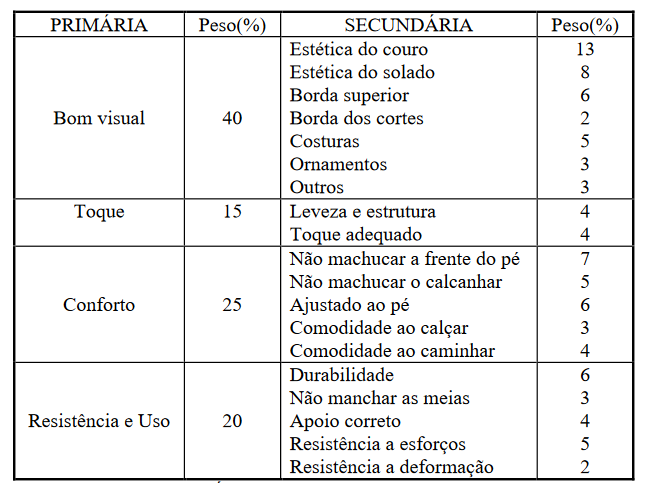 PRIMÁRIA Peso(%) SECUNDÁRIA Peso(%)
Estética do couro 13
Estética do solado 8
Borda superior 6
Bom visual 40 Borda dos cortes 2
Costuras 5
Ornamentos 3
Outros 3
Toque 15 Leveza e estrutura 4
Toque adequado 4
Não machucar a frente do pé 7
Não machucar o calcanhar 5
Conforto 25 Ajustado ao pé 6
Comodidade ao calçar 3
Comodidade ao caminhar 4
Durabilidade 6
Não manchar as meias 3
Resistência e Uso 20 Apoio correto 4
Resistência a esforços 5
Resistência a deformação 2